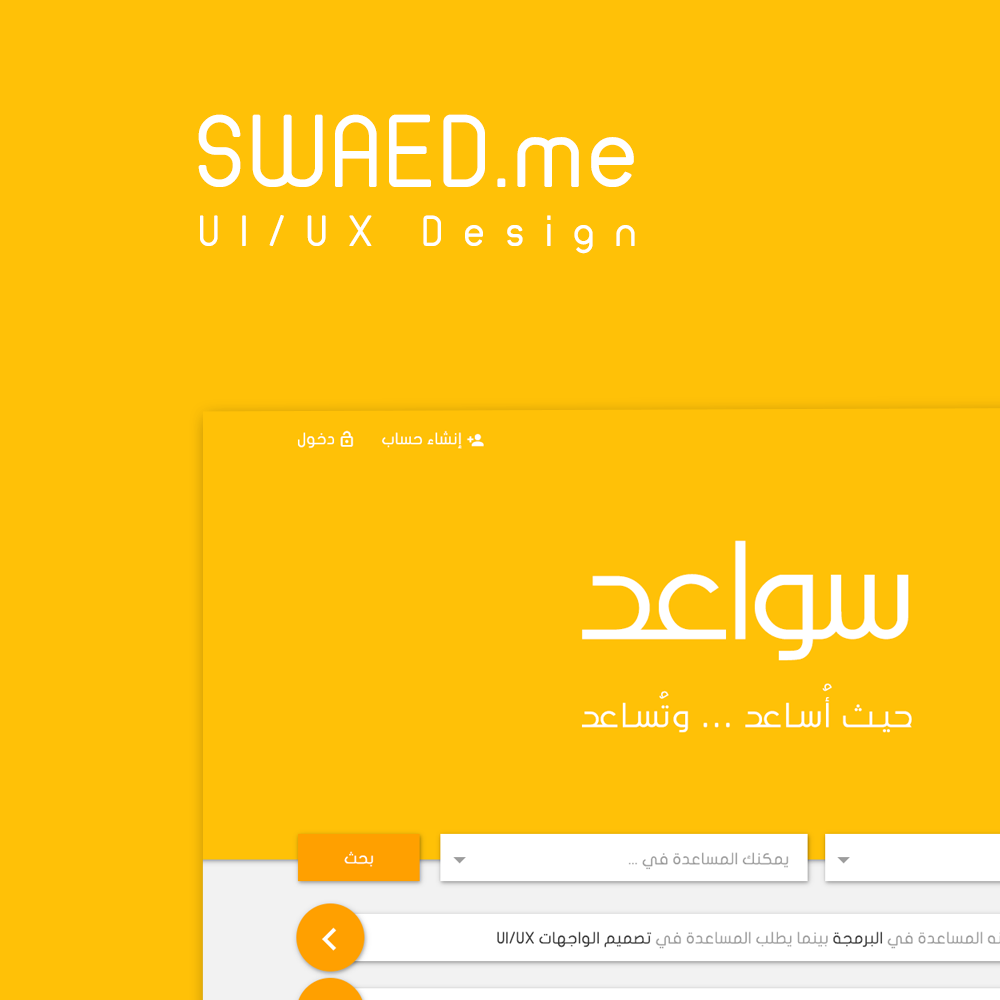 SWAED.me
UI/UX Design
إنشاء حساب دخول
سواعد
حيث أُساعد ... وتُساعد
يمكنك المساعدة في ... بحث
المساعدة في البرمجة بينما يطلب المساعدة في تصميم الواجهات UI/UX